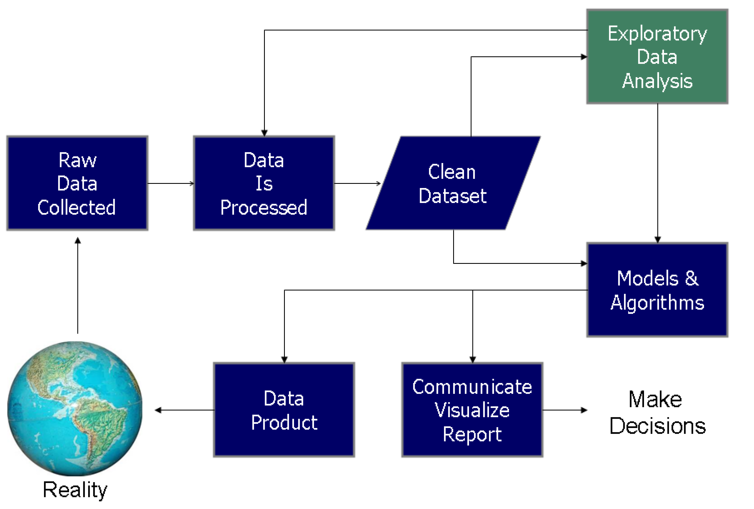 Exploratory
Data
Analysis
Raw
Data
Collected
Data
Is
Processed
Clean
Dataset
Models &
Algorithms
Data
Product
Communicate
Visualize
Report
Make
Decisions
Reality